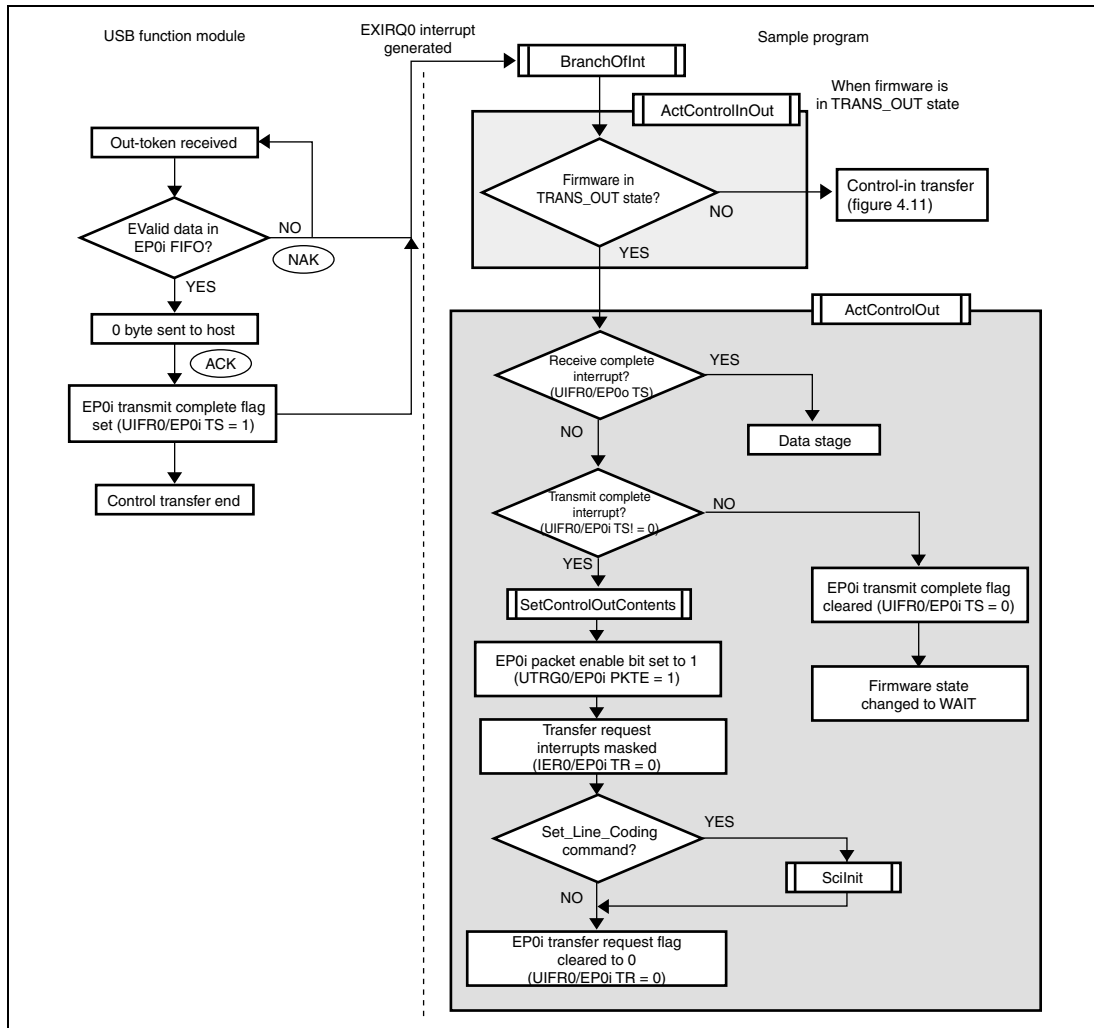 USB function module
EXIRQ0 interrupt
generated
Sample program
BranchOfInt
When firmware is
in TRANS_OUT state
ActControlInOut
Out-token received
Firmware in
TRANS_OUT state?
NO
YES
Control-in transfer
(figure 4.11)
EValid data in
EP0i FIFO?
NO
NAK
YES
0 byte sent to host
ACK
EP0i transmit complete flag
set (UIFR0/EP0i TS = 1)
Control transfer end
ActControlOut
Receive complete
interrupt?
(UIFR0/EP0o TS)
YES
NO
Data stage
Transmit complete
interrupt?
(UIFR0/EP0i TS! = 0)
NO
YES
EP0i transmit complete flag
cleared (UIFR0/EP0i TS = 0)
Firmware state
changed to WAIT
SetControlOutContents
EP0i packet enable bit set to 1
(UTRG0/EP0i PKTE = 1)
Transfer request
interrupts masked
(IER0/EP0i TR = 0)
Set_Line_Coding
command?
YES
SciInit
NO
EP0i transfer request flag
cleared to 0
(UIFR0/EP0i TR = 0)